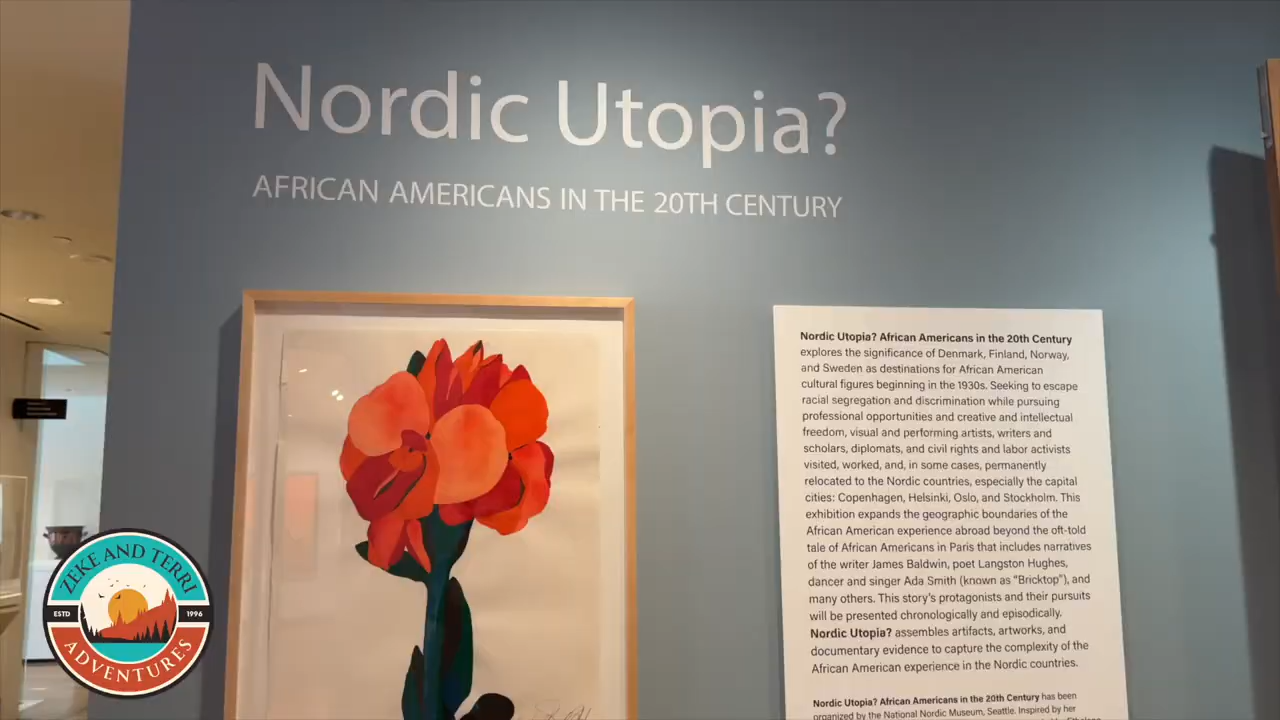 Nordic Utopia?
AFRICAN AMERICANS IN THE 20TH CENTURY
Nordic Utopia? African Americans in the 20th Century
explores the significance of Denmark, Finland, Norway,
and Sweden as destinations for African American
cultural figures beginning in the 1930s. Seeking to escape
racial segregation and discrimination while pursuing
professional opportunities and creative and intellectual
freedom, visual and performing artists, writers and
scholars, diplomats, and civil rights and labor activists
visited, worked, and, in some cases, permanently
relocated to the Nordic countries, especially the capital
cities: Copenhagen, Helsinki, Oslo, and Stockholm. This
exhibition expands the geographic boundaries of the
African American experience abroad beyond the oft-told
tale of African Americans in Paris that includes narratives
of the writer James Baldwin, poet Langston Hughes,
dancer and singer Ada Smith (known as "Bricktop"), and
many others. This story's protagonists and their pursuits
will be presented chronologically and episodically.
Nordic Utopia? assembles artifacts, artworks, and
documentary evidence to capture the complexity of the
African American experience in the Nordic countries.
Nordic Utopia? African Americans in the 20th Century has been
organized by the National Nordic Museum, Seattle. Inspired by her
ZEKE AND TERRI
ESTD 1996
ADVENTURES